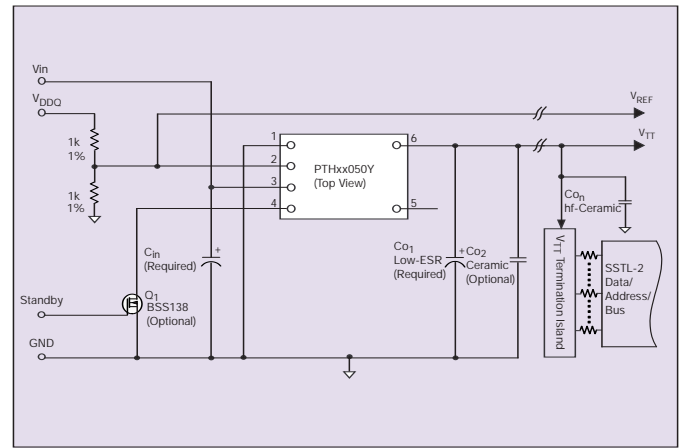 Vin
VDDQ
1k
1%
1k
1%
VREF
VTT
1
2
3
4
6
5
PTHxx050Y
(Top View)
Cin
(Required)
+
Co1
Low-ESR
(Required)
+
Co2
Ceramic
(Optional)
Con
hf-Ceramic
VTT Termination Island
SSTL-2
Data/
Address/
Bus
Standby
Q1
BSS138
(Optional)
GND